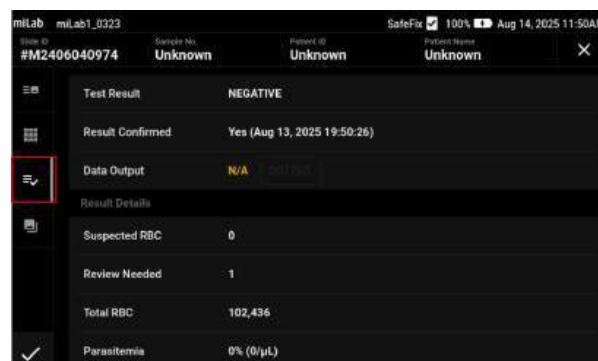 miLab miLab1_0323 SafeFix 100% Aug 14, 2025 11:50A
Slide ID Sample No. Patient ID Patient Name
#M2406040974 Unknown Unknown Unknown
Test Result NEGATIVE
Result Confirmed Yes (Aug 13, 2025 19:50:26)
Data Output N/A OUTPUT
Result Details
Suspected RBC 0
Review Needed 1
Total RBC 102,436
Parasitemia 0% (0/μL)